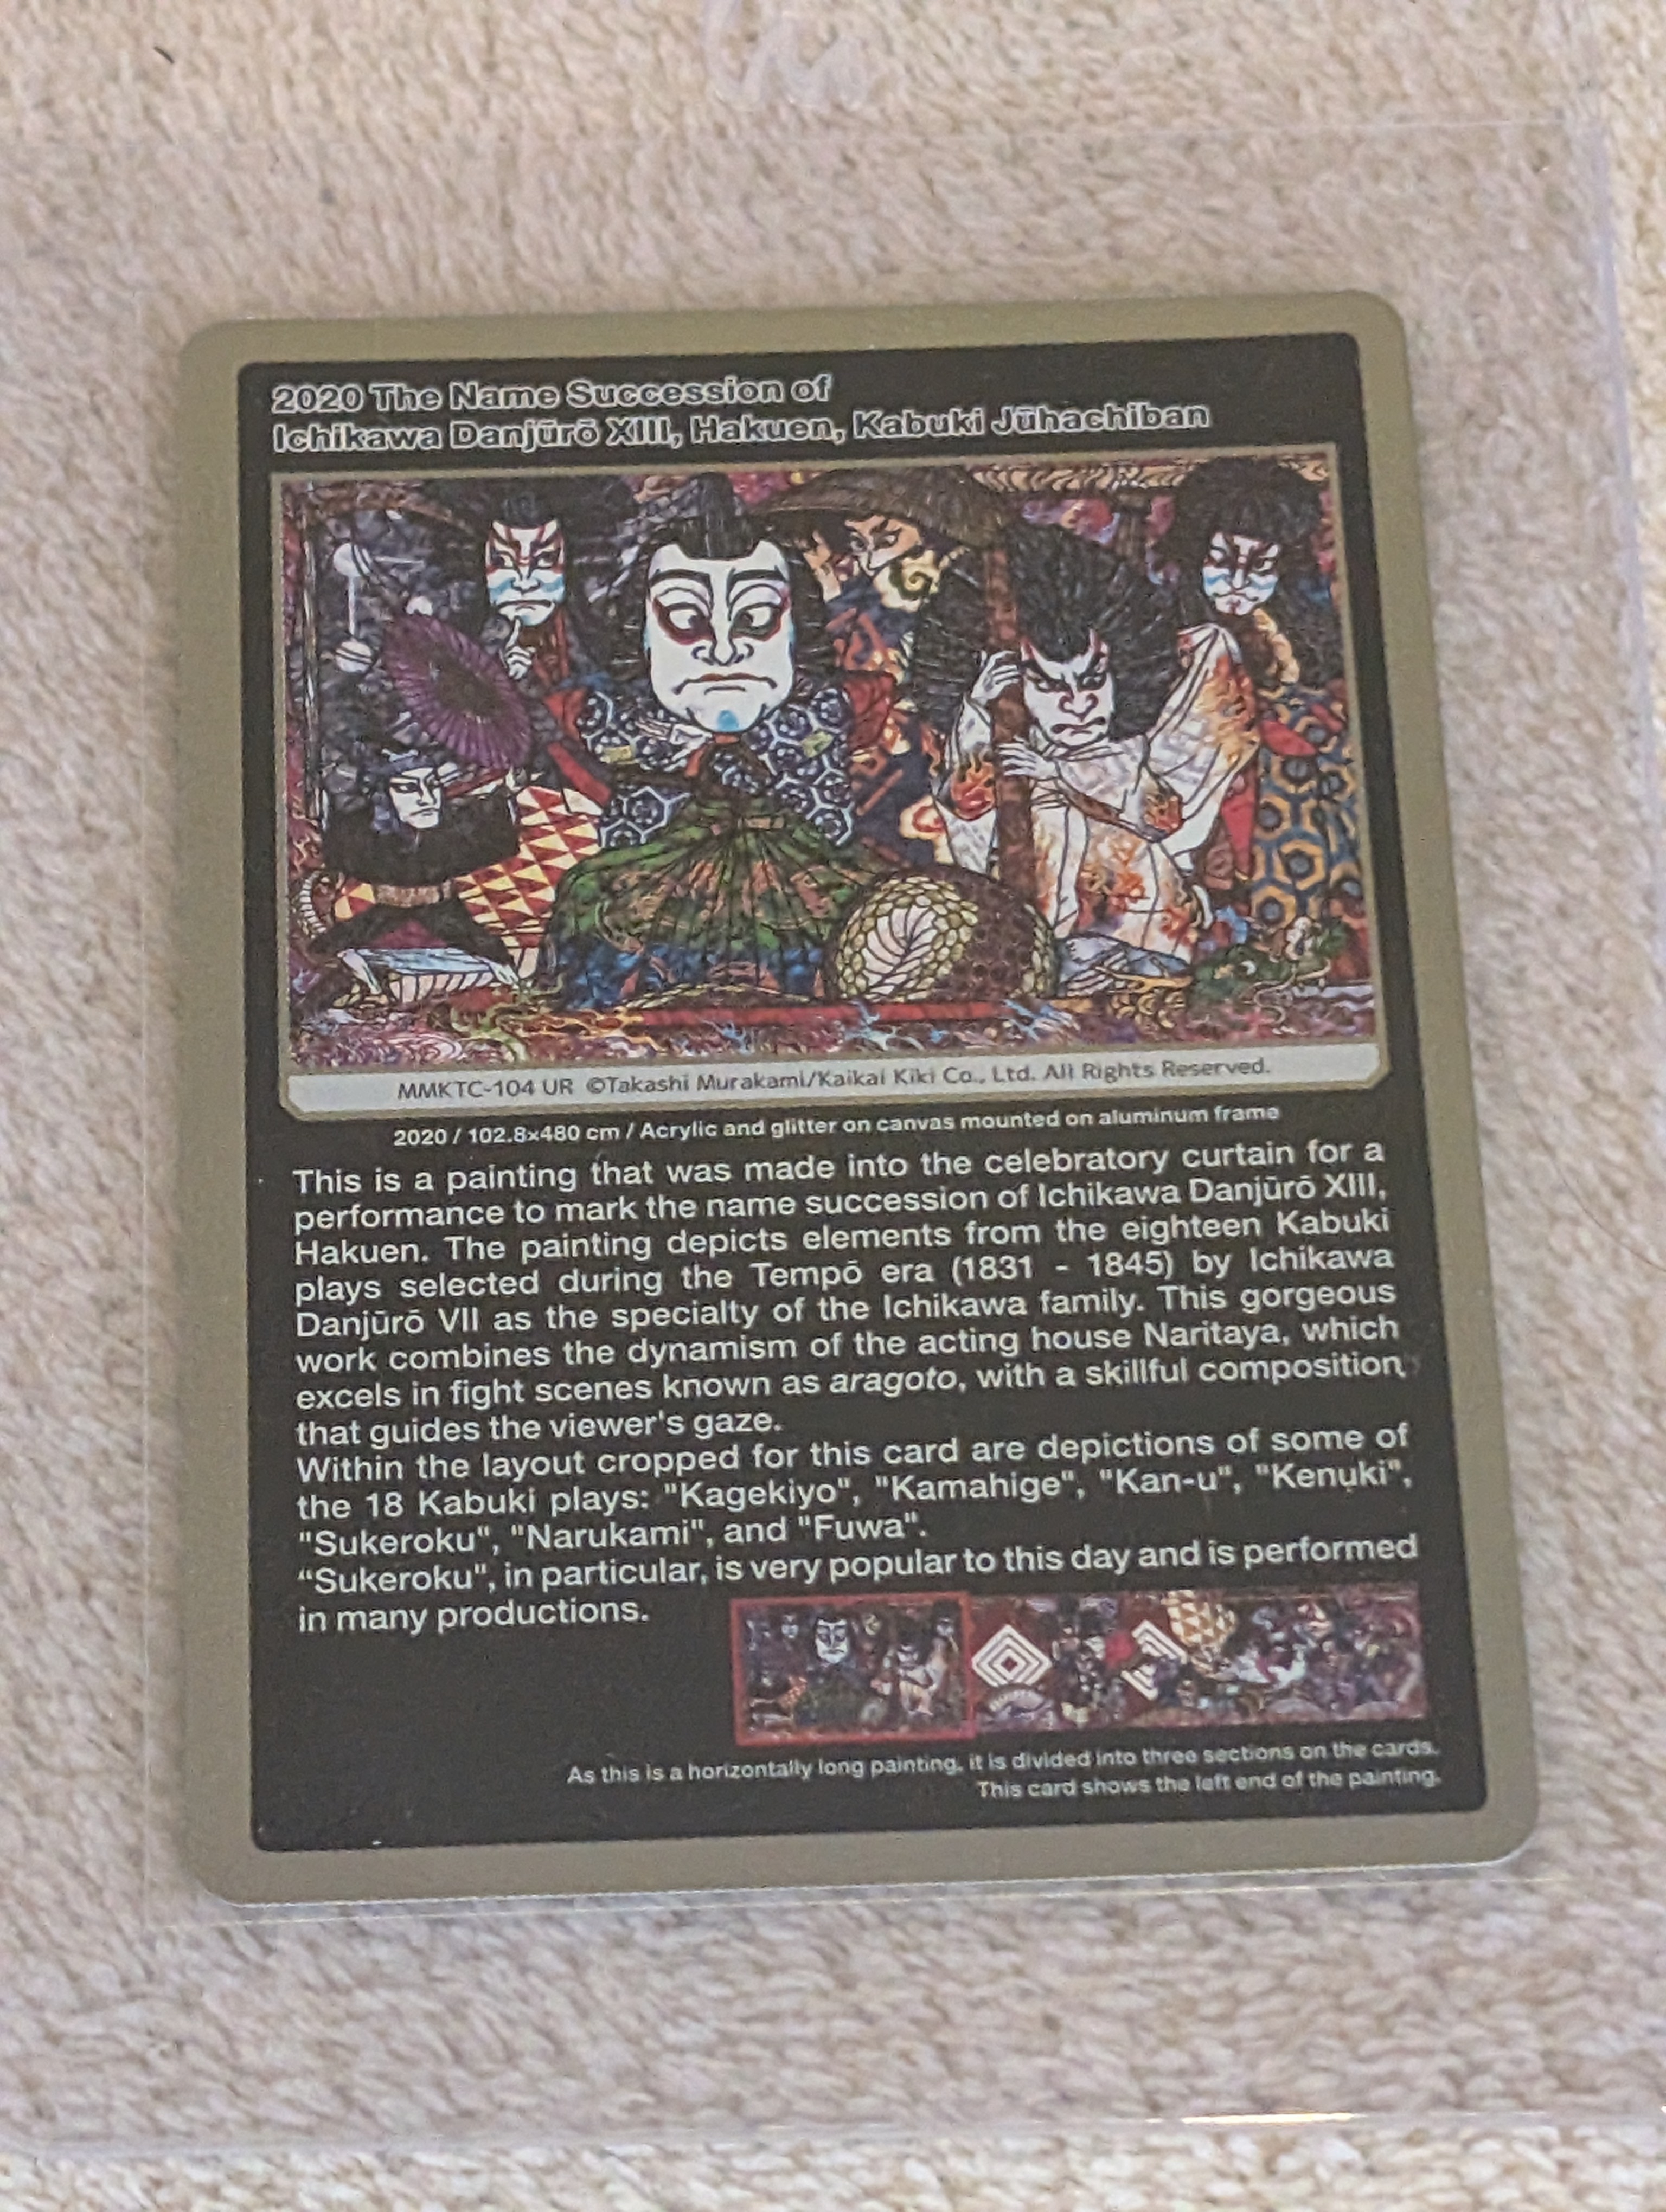 2020 The Name Succession of
Ichikawa Danjūrō XIII, Hakuen, Kabuki Jūhachiban
MMKTC-104 UR ©Takashi Murakami/Kaikai Kiki Co., Ltd. All Rights Reserved.
2020 / 102.8×480 cm / Acrylic and glitter on canvas mounted on aluminum frame
This is a painting that was made into the celebratory curtain for a
performance to mark the name succession of Ichikawa Danjūrō XIII,
Hakuen. The painting depicts elements from the eighteen Kabuki
plays selected during the Tempō era (1831 - 1845) by Ichikawa
Danjūrō VII as the specialty of the Ichikawa family. This gorgeous
work combines the dynamism of the acting house Naritaya, which
excels in fight scenes known as aragoto, with a skillful composition
that guides the viewer's gaze.
Within the layout cropped for this card are depictions of some of
the 18 Kabuki plays: "Kagekiyo", "Kamahige", "Kan-u", "Kenuki",
"Sukeroku", "Narukami", and "Fuwa".
“Sukeroku", in particular, is very popular to this day and is performed
in many productions.
As this is a horizontally long painting, it is divided into three sections on the cards.
This card shows the left end of the painting.